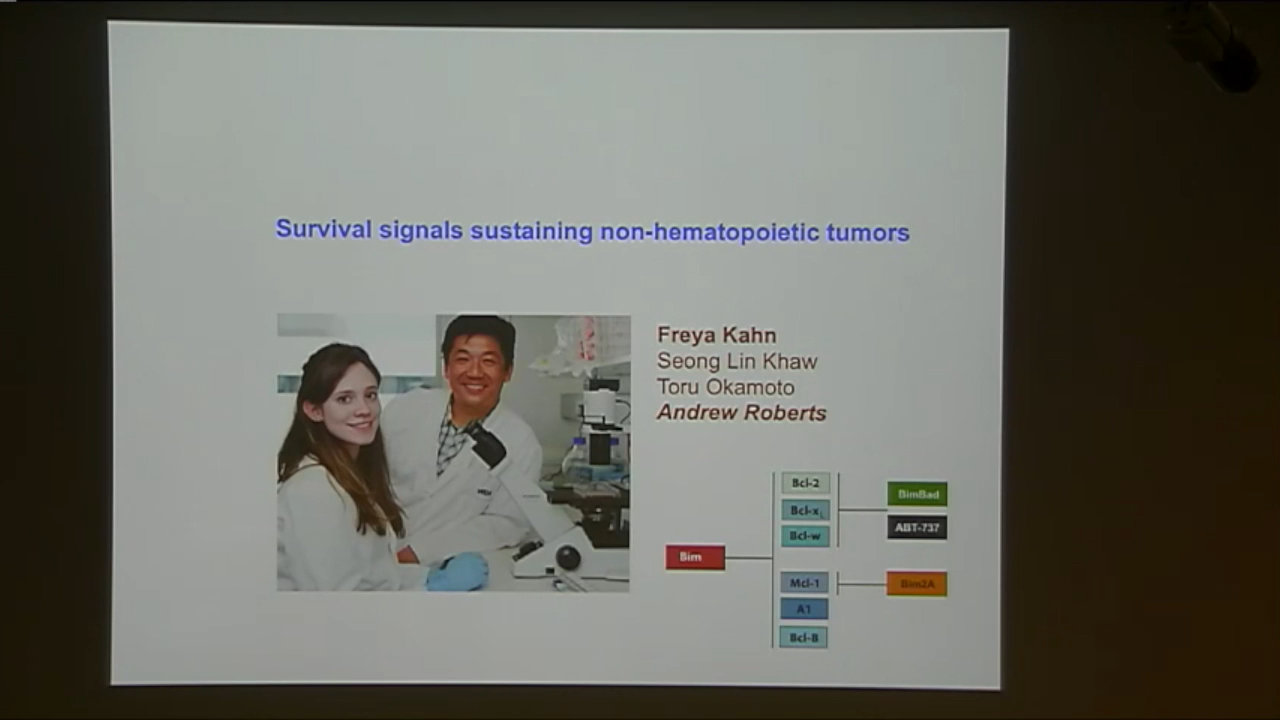 Survival signals sustaining non-hematopoietic tumors
Freya Kahn
Seong Lin Khaw
Toru Okamoto
Andrew Roberts
Bim
Bcl-2
Bcl-xL
Bcl-w
Mcl-1
A1
Bcl-B
BimBad
ABT-737
Bim2A